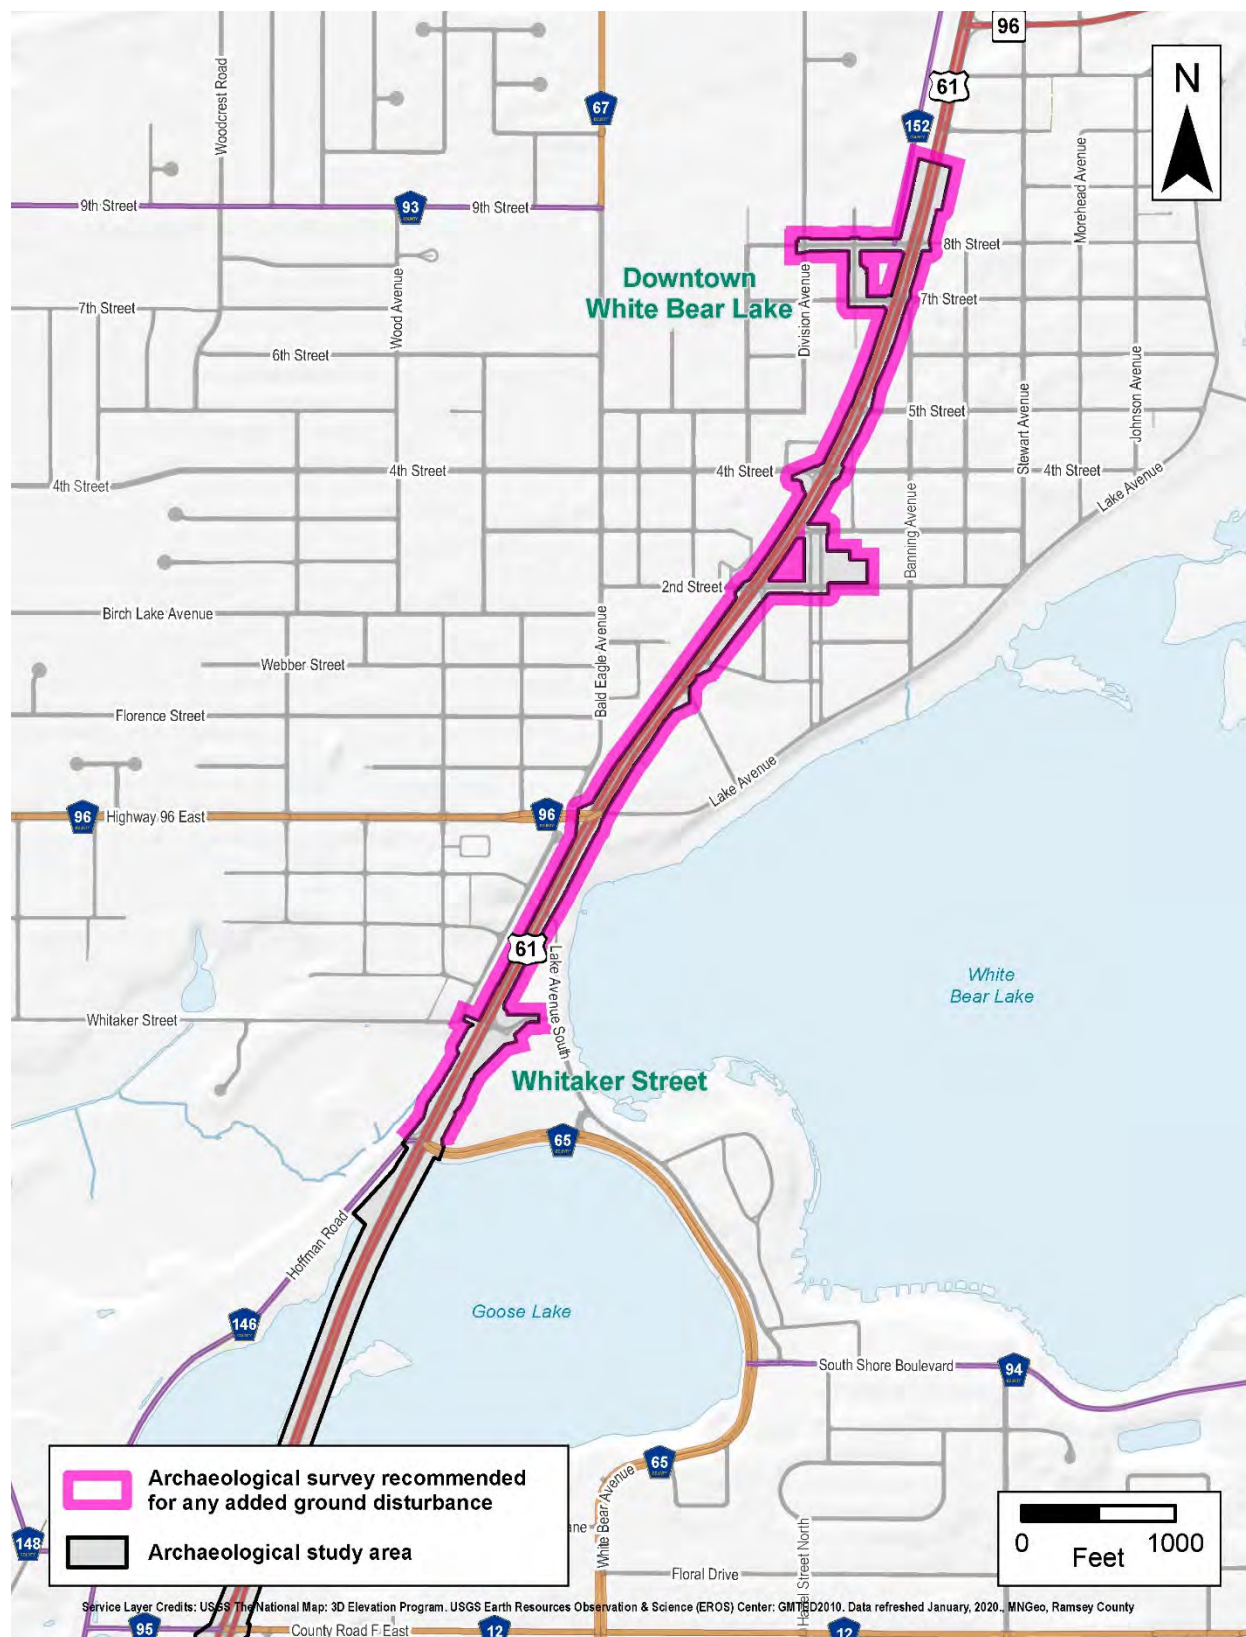 96
61
N
67
152
Woodcrest Road
Morehead Avenue
9th Street
93
9th Street
8th Street
Downtown
White Bear Lake
Division Avenue
7th Street
7th Street
Wood Avenue
6th Street
Johnson Avenue
5th Street
Stewart Avenue
4th Street
4th Street
4th Street
4th Street
Lake Avenue
Banning Avenue
2nd Street
Birch Lake Avenue
Bald Eagle Avenue
Webber Street
Florence Street
Lake Avenue
96
Highway 96 East
96
61
Lake Avenue South
White
Bear Lake
Whitaker Street
Whitaker Street
65
Hoffman Road
Goose Lake
146
South Shore Boulevard
94
65
White Bear Avenue
Archaeological survey recommended
for any added ground disturbance
Archaeological study area
148
0 1000
Feet
Floral Drive
Service Layer Credits: USGS The National Map: 3D Elevation Program. USGS Earth Resources Observation & Science (EROS) Center: GMTED2010. Data refreshed January, 2020., MNGeo, Ramsey County
Street North
95
County Road F East
12
12